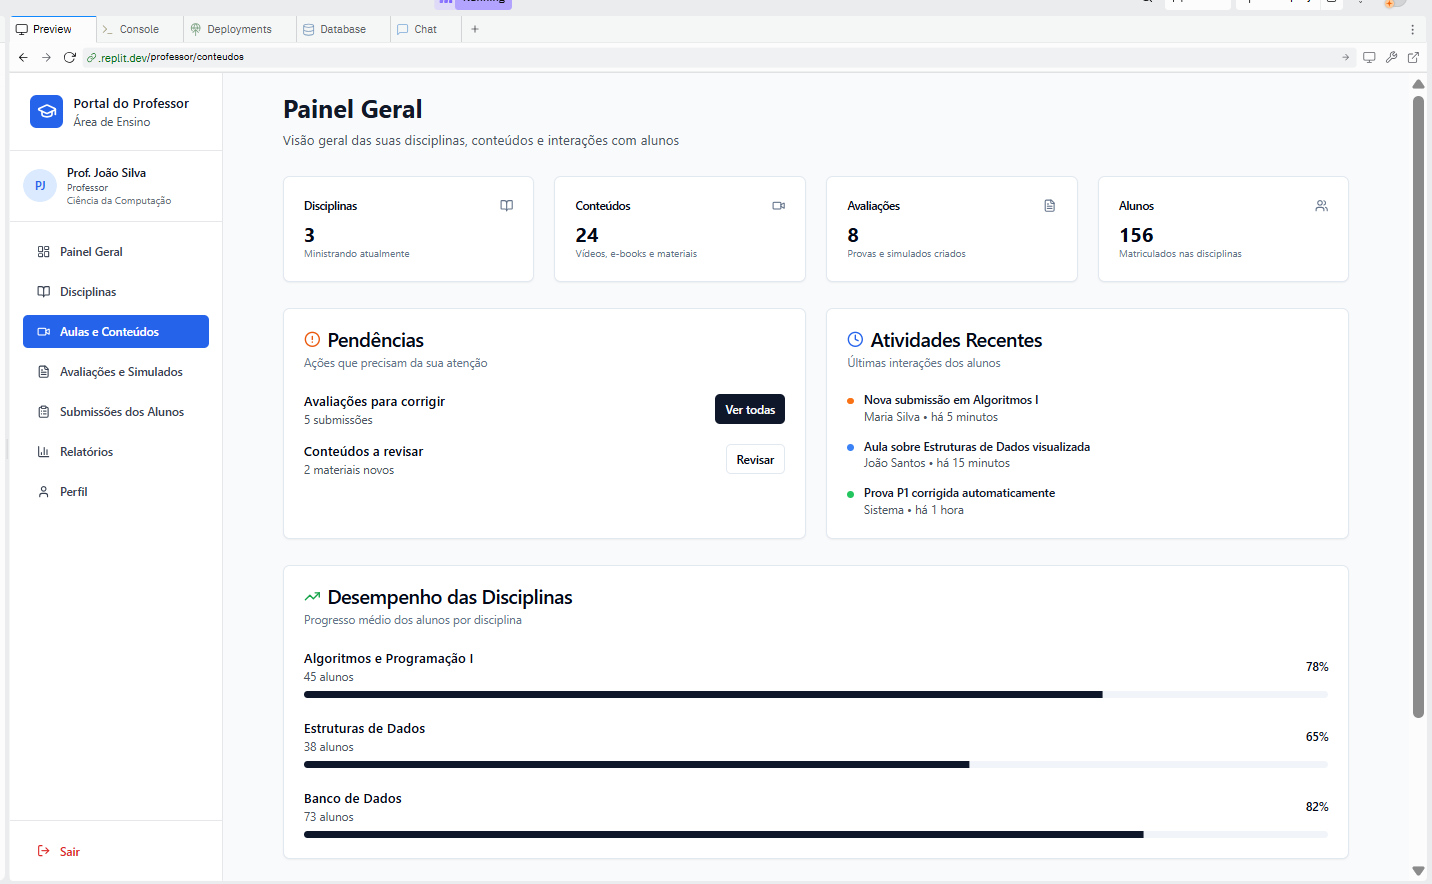 Preview
Console
Deployments
Database
Chat
.replit.dev/professor/conteudos
Portal do Professor
Área de Ensino
PJ
Prof. João Silva
Professor
Ciência da Computação
Painel Geral
Disciplinas
Aulas e Conteúdos
Avaliações e Simulados
Submissões dos Alunos
Relatórios
Perfil
Sair
Painel Geral
Visão geral das suas disciplinas, conteúdos e interações com alunos
Disciplinas
3
Ministrando atualmente
Conteúdos
24
Vídeos, e-books e materiais
Avaliações
8
Provas e simulados criados
Alunos
156
Matriculados nas disciplinas
Pendências
Ações que precisam da sua atenção
Avaliações para corrigir
5 submissões
Ver todas
Conteúdos a revisar
2 materiais novos
Revisar
Atividades Recentes
Últimas interações dos alunos
Nova submissão em Algoritmos I
Maria Silva • há 5 minutos
Aula sobre Estruturas de Dados visualizada
João Santos • há 15 minutos
Prova P1 corrigida automaticamente
Sistema • há 1 hora
Desempenho das Disciplinas
Progresso médio dos alunos por disciplina
Algoritmos e Programação I
45 alunos
78%
Estruturas de Dados
38 alunos
65%
Banco de Dados
73 alunos
82%